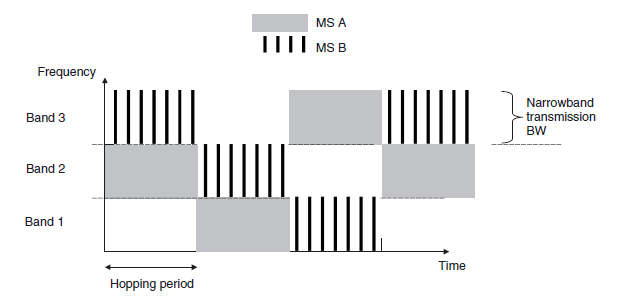 MS A
MS B
Frequency
Band 3
Narrowband
transmission
BW
Band 2
Band 1
Time
Hopping period